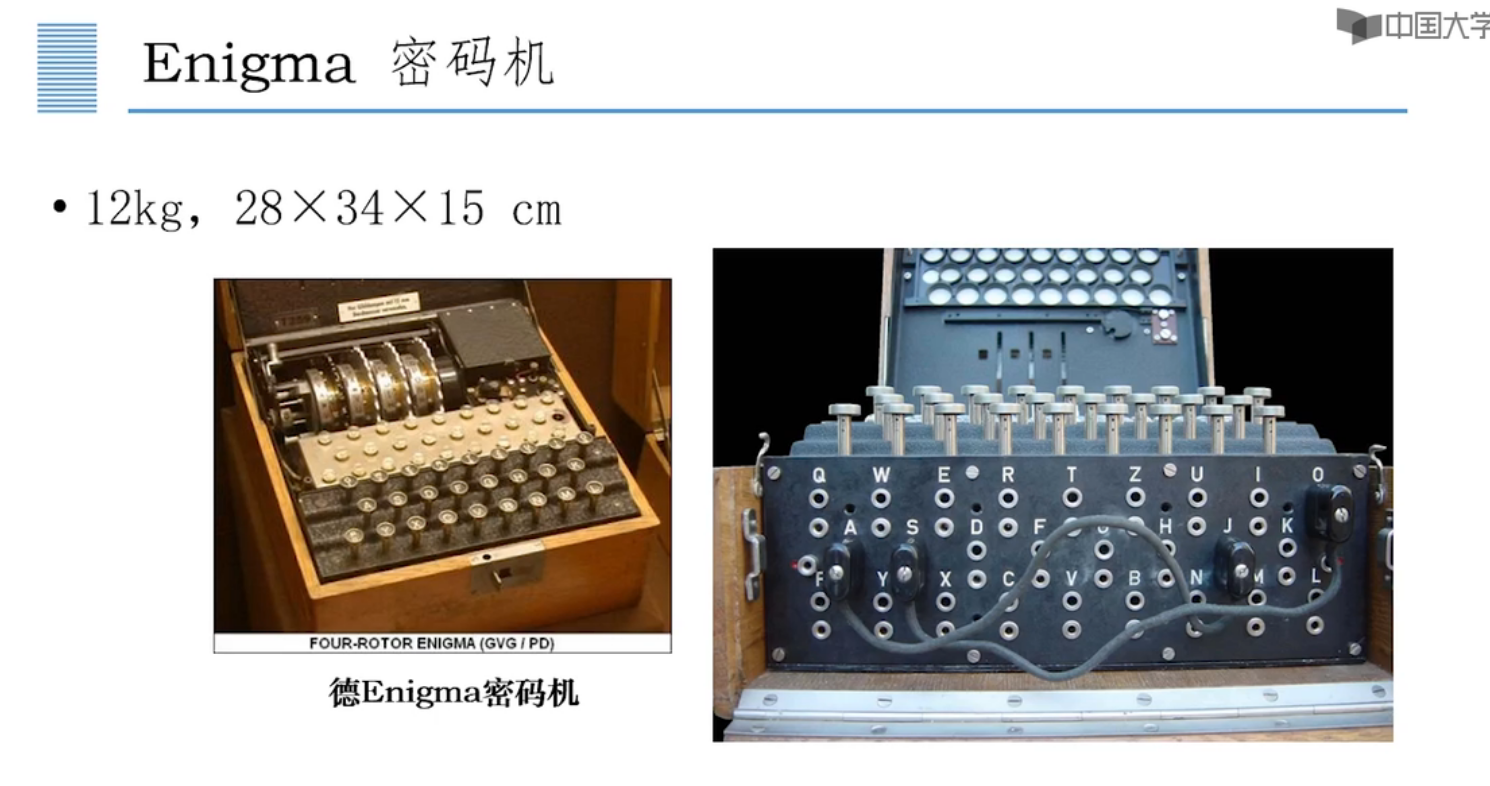 中国大学
Enigma 密码机
• 12kg, 28×34×15 cm
FOUR-ROTOR ENIGMA (GVG / PD)
德Enigma密码机
Q W E R T Z U I O
A S D F G H J K
P Y X C V B N M L